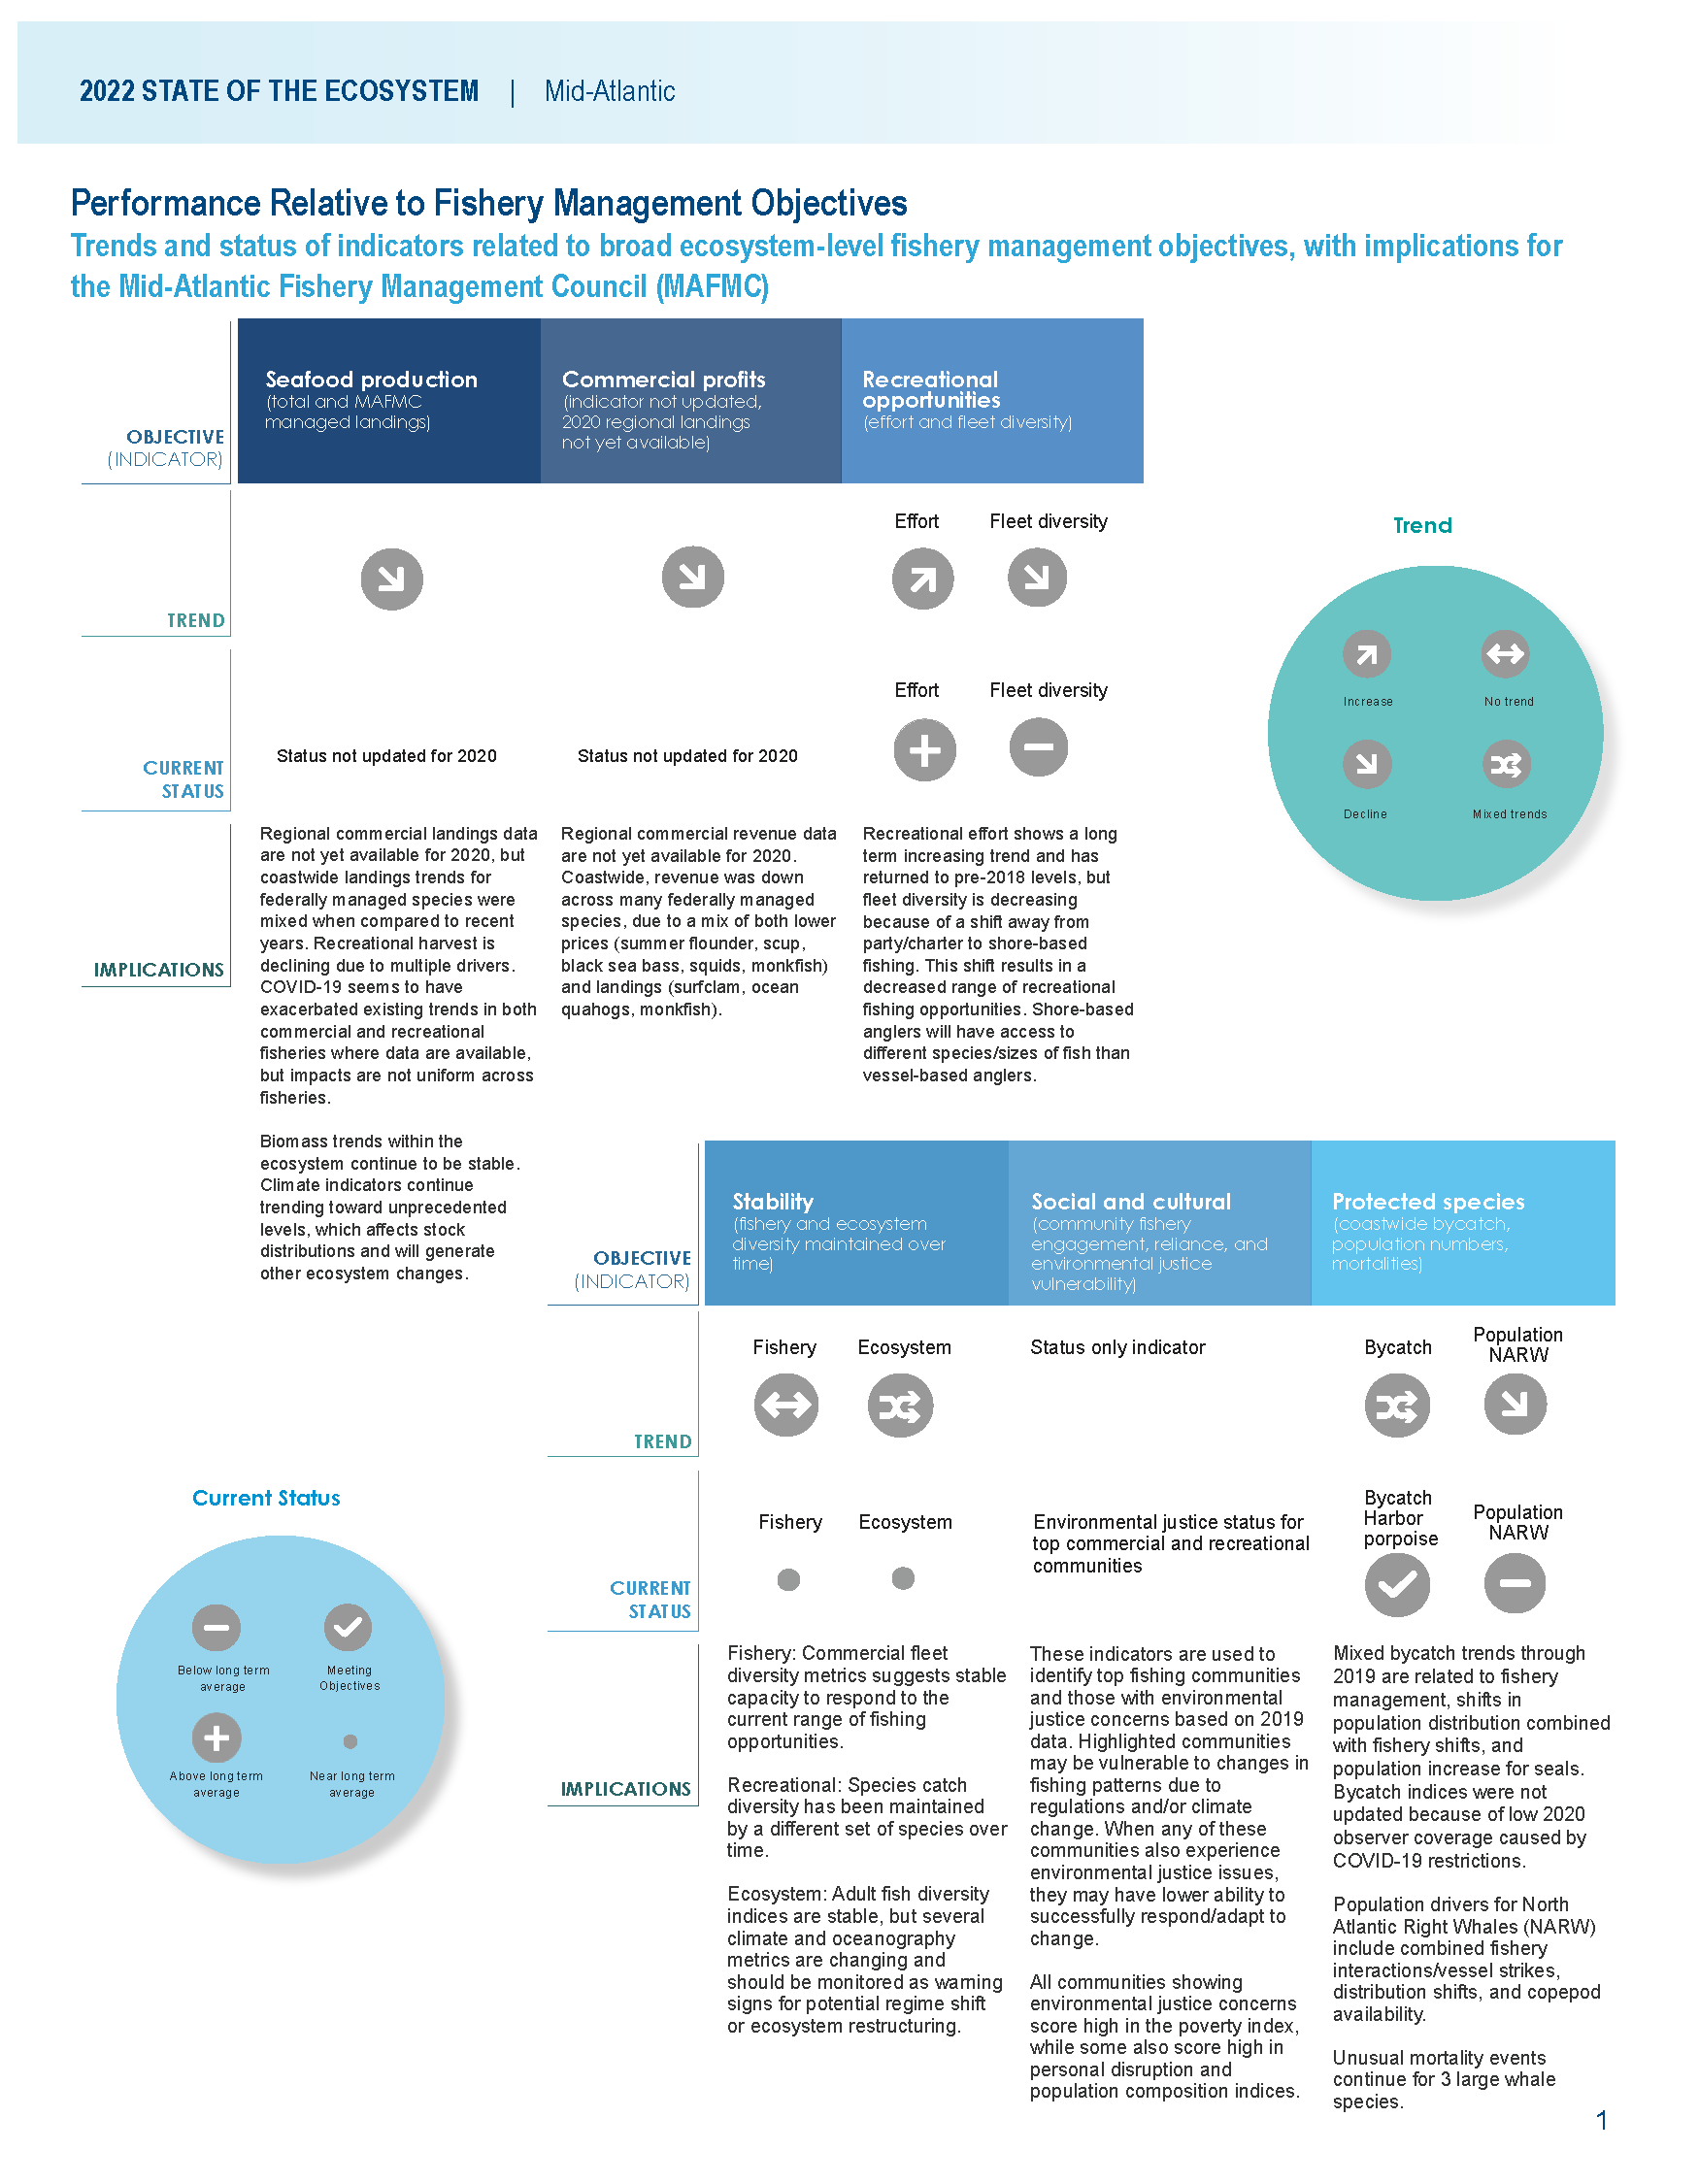 2022 STATE OF THE ECOSYSTEM | Mid-Atlantic
Performance Relative to Fishery Management Objectives
Trends and status of indicators related to broad ecosystem-level fishery management objectives, with implications for
the Mid-Atlantic Fishery Management Council (MAFMC)
OBJECTIVE
(INDICATOR)
Seafood production
(total and MAFMC
managed landings)
Commercial profits
(indicator not updated,
2020 regional landings
not yet available)
Recreational
opportunities
(effort and fleet diversity)
TREND
Effort
Fleet diversity
CURRENT
STATUS
Status not updated for 2020
Status not updated for 2020
Effort
Fleet diversity
IMPLICATIONS
Regional commercial landings data
are not yet available for 2020, but
coastwide landings trends for
federally managed species were
mixed when compared to recent
years. Recreational harvest is
declining due to multiple drivers.
COVID-19 seems to have
exacerbated existing trends in both
commercial and recreational
fisheries where data are available,
but impacts are not uniform across
fisheries.
Biomass trends within the
ecosystem continue to be stable.
Climate indicators continue
trending toward unprecedented
levels, which affects stock
distributions and will generate
other ecosystem changes.
Regional commercial revenue data
are not yet available for 2020.
Coastwide, revenue was down
across many federally managed
species, due to a mix of both lower
prices (summer flounder, scup,
black sea bass, squids, monkfish)
and landings (surfclam, ocean
quahogs, monkfish).
Recreational effort shows a long
term increasing trend and has
returned to pre-2018 levels, but
fleet diversity is decreasing
because of a shift away from
party/charter to shore-based
fishing. This shift results in a
decreased range of recreational
fishing opportunities. Shore-based
anglers will have access to
different species/sizes of fish than
vessel-based anglers.
Trend
Increase
No trend
Decline
Mixed trends
OBJECTIVE
(INDICATOR)
Stability
(fishery and ecosystem
diversity maintained over
time)
Social and cultural
(community fishery
engagement, reliance, and
environmental justice
vulnerability)
Protected species
(coastwide bycatch,
population numbers,
mortalities)
TREND
Fishery
Ecosystem
Status only indicator
Bycatch
Population
NARW
CURRENT
STATUS
Fishery
Ecosystem
Environmental justice status for
top commercial and recreational
communities
Bycatch
Harbor
porpoise
Population
NARW
IMPLICATIONS
Fishery: Commercial fleet
diversity metrics suggests stable
capacity to respond to the
current range of fishing
opportunities.
Recreational: Species catch
diversity has been maintained
by a different set of species over
time.
Ecosystem: Adult fish diversity
indices are stable, but several
climate and oceanography
metrics are changing and
should be monitored as warning
signs for potential regime shift
or ecosystem restructuring.
These indicators are used to
identify top fishing communities
and those with environmental
justice concerns based on 2019
data. Highlighted communities
may be vulnerable to changes in
fishing patterns due to
regulations and/or climate
change. When any of these
communities also experience
environmental justice issues,
they may have lower ability to
successfully respond/adapt to
change.
All communities showing
environmental justice concerns
score high in the poverty index,
while some also score high in
personal disruption and
population composition indices.
Mixed bycatch trends through
2019 are related to fishery
management, shifts in
population distribution combined
with fishery shifts, and
population increase for seals.
Bycatch indices were not
updated because of low 2020
observer coverage caused by
COVID-19 restrictions.
Population drivers for North
Atlantic Right Whales (NARW)
include combined fishery
interactions/vessel strikes,
distribution shifts, and copepod
availability.
Unusual mortality events
continue for 3 large whale
species.
Current Status
Below long term
average
Meeting
Objectives
Above long term
average
Near long term
average
1